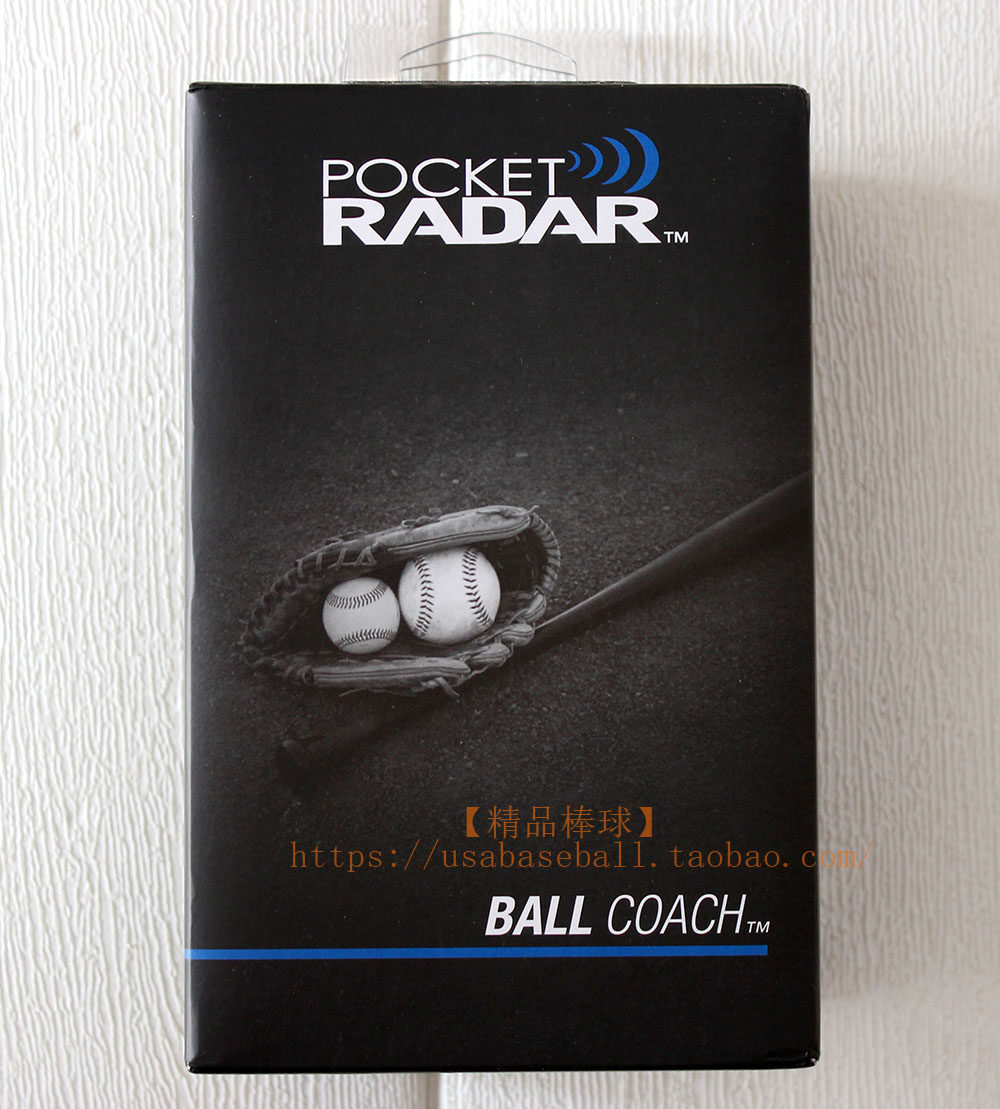 POCKET
RADAR™
【精品棒球】
https://usabaseball.taobao.com/
BALL COACH™